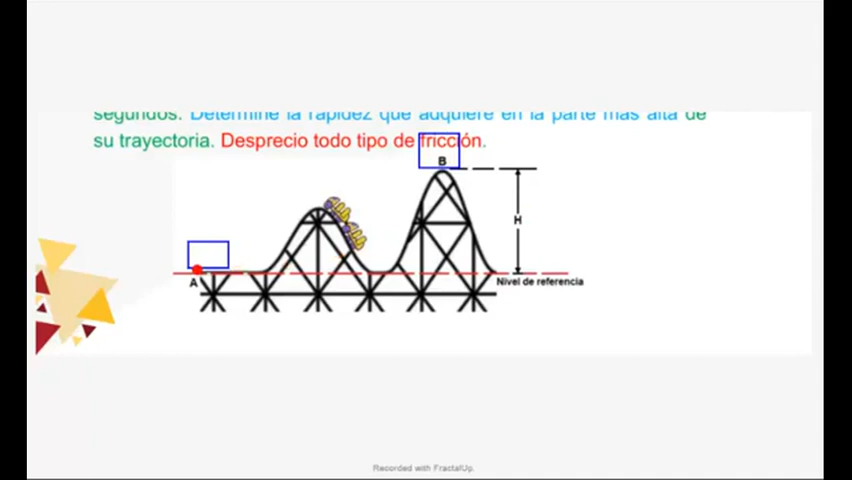 segundos. Determine la rapidez que adquiere en la parte más alta de
su trayectoria. Desprecio todo tipo de fricción.
B
H
A
Nivel de referencia
Recorded with FractalUp.